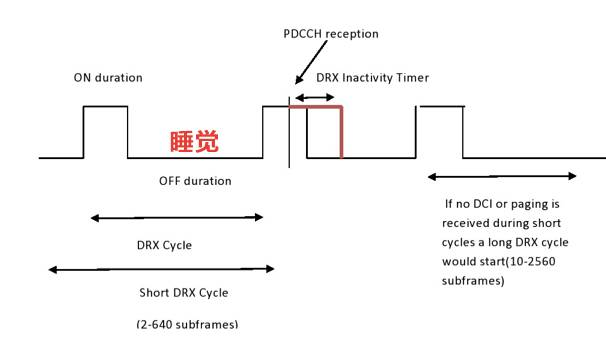 PDCCH reception
ON duration
DRX Inactivity Timer
睡觉
OFF duration
DRX Cycle
Short DRX Cycle
(2-640 subframes)
If no DCI or paging is
received during short
cycles a long DRX cycle
would start(10-2560
subframes)